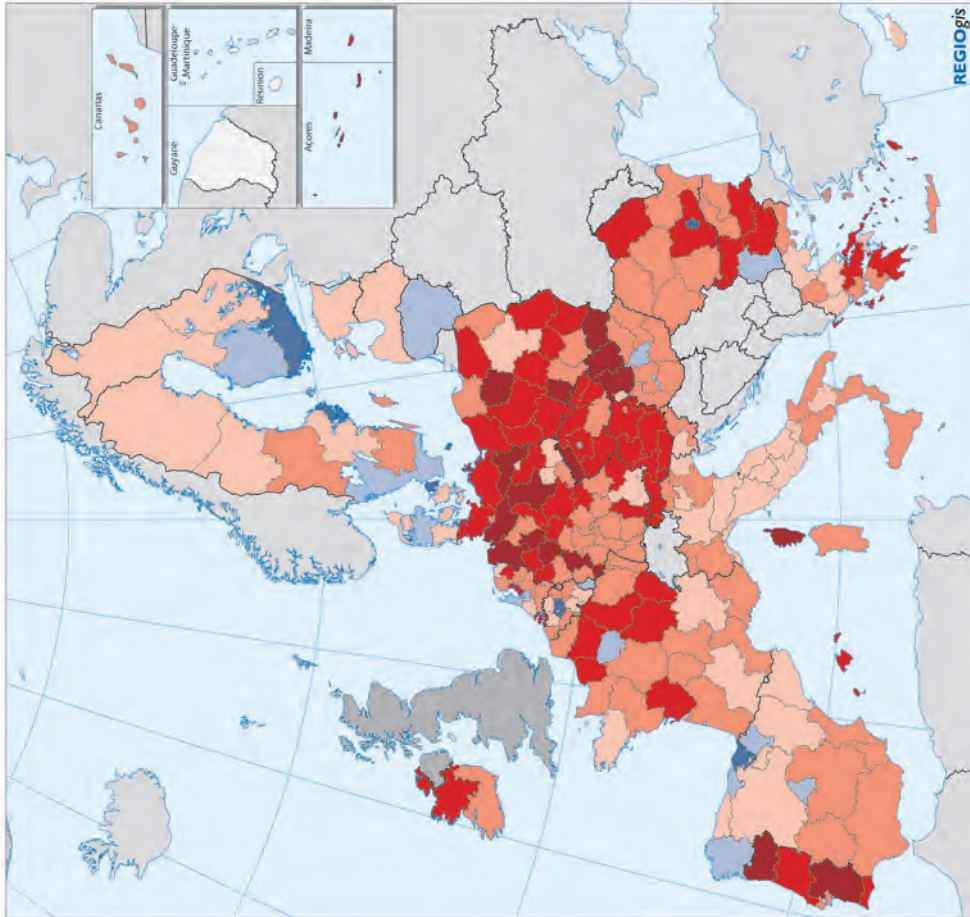 REGIOgis
Canarias
Guyane
Guadeloupe
Martinique
Réunion
Açores
Madeira